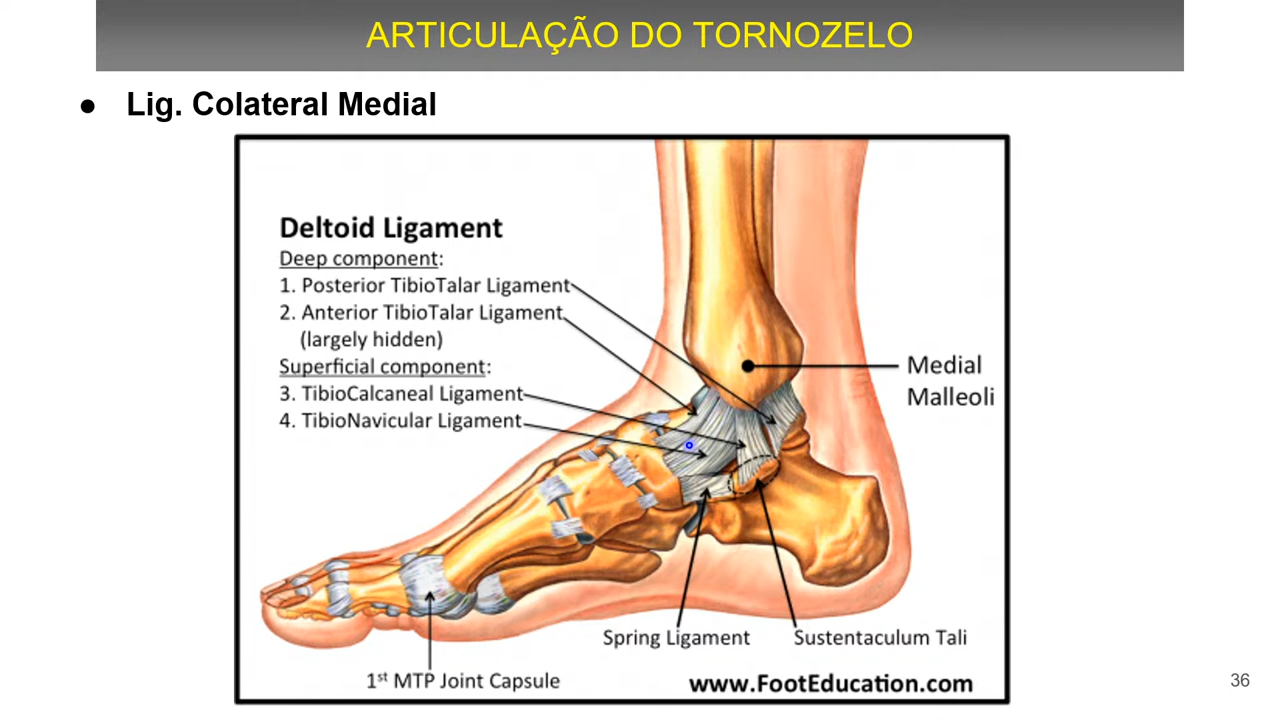 ARTICULAÇÃO DO TORNOZELO
● Lig. Colateral Medial
Deltoid Ligament
Deep component:
1. Posterior TibioTalar Ligament
2. Anterior TibioTalar Ligament
(largely hidden)
Superficial component:
3. TibioCalcaneal Ligament
4. TibioNavicular Ligament
Medial
Malleoli
Spring Ligament
Sustentaculum Tali
1st MTP Joint Capsule
www.FootEducation.com
36